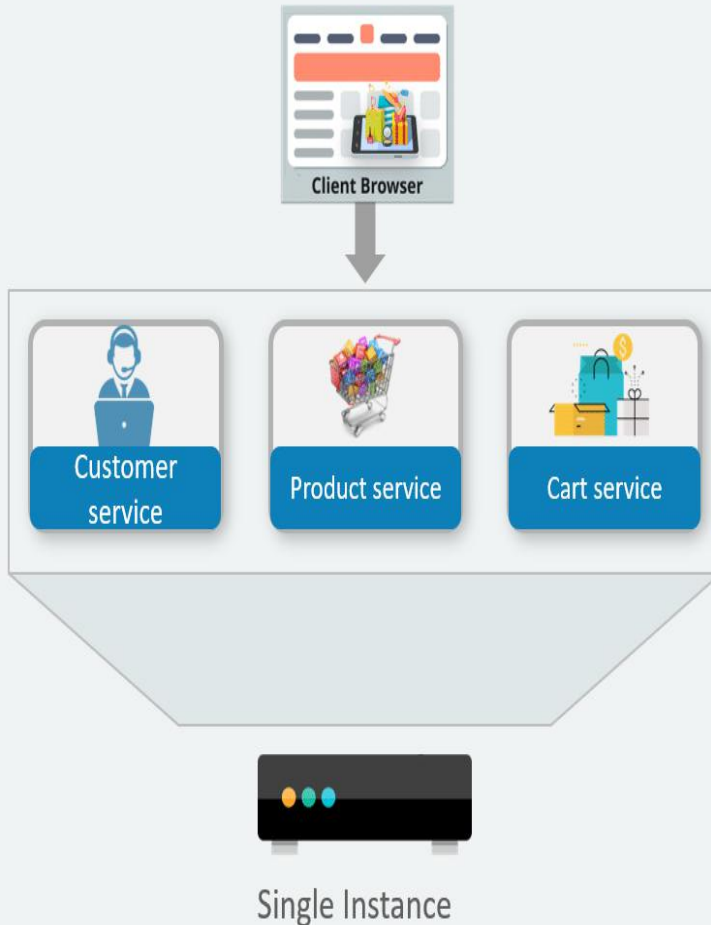 Client Browser
Customer
service
Product service
Cart service
Single Instance